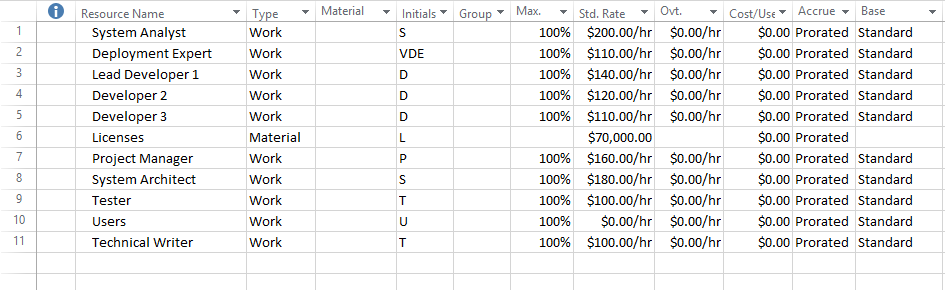 Resource Name Type Material Initials Group Max. Std. Rate Ovt. Cost/Use Accrue Base
1 System Analyst Work S 100% $200.00/hr $0.00/hr $0.00 Prorated Standard
2 Deployment Expert Work VDE 100% $110.00/hr $0.00/hr $0.00 Prorated Standard
3 Lead Developer 1 Work D 100% $140.00/hr $0.00/hr $0.00 Prorated Standard
4 Developer 2 Work D 100% $120.00/hr $0.00/hr $0.00 Prorated Standard
5 Developer 3 Work D 100% $110.00/hr $0.00/hr $0.00 Prorated Standard
6 Licenses Material L $70,000.00 $0.00 Prorated
7 Project Manager Work P 100% $160.00/hr $0.00/hr $0.00 Prorated Standard
8 System Architect Work S 100% $180.00/hr $0.00/hr $0.00 Prorated Standard
9 Tester Work T 100% $100.00/hr $0.00/hr $0.00 Prorated Standard
10 Users Work U 100% $0.00/hr $0.00/hr $0.00 Prorated Standard
11 Technical Writer Work T 100% $100.00/hr $0.00/hr $0.00 Prorated Standard